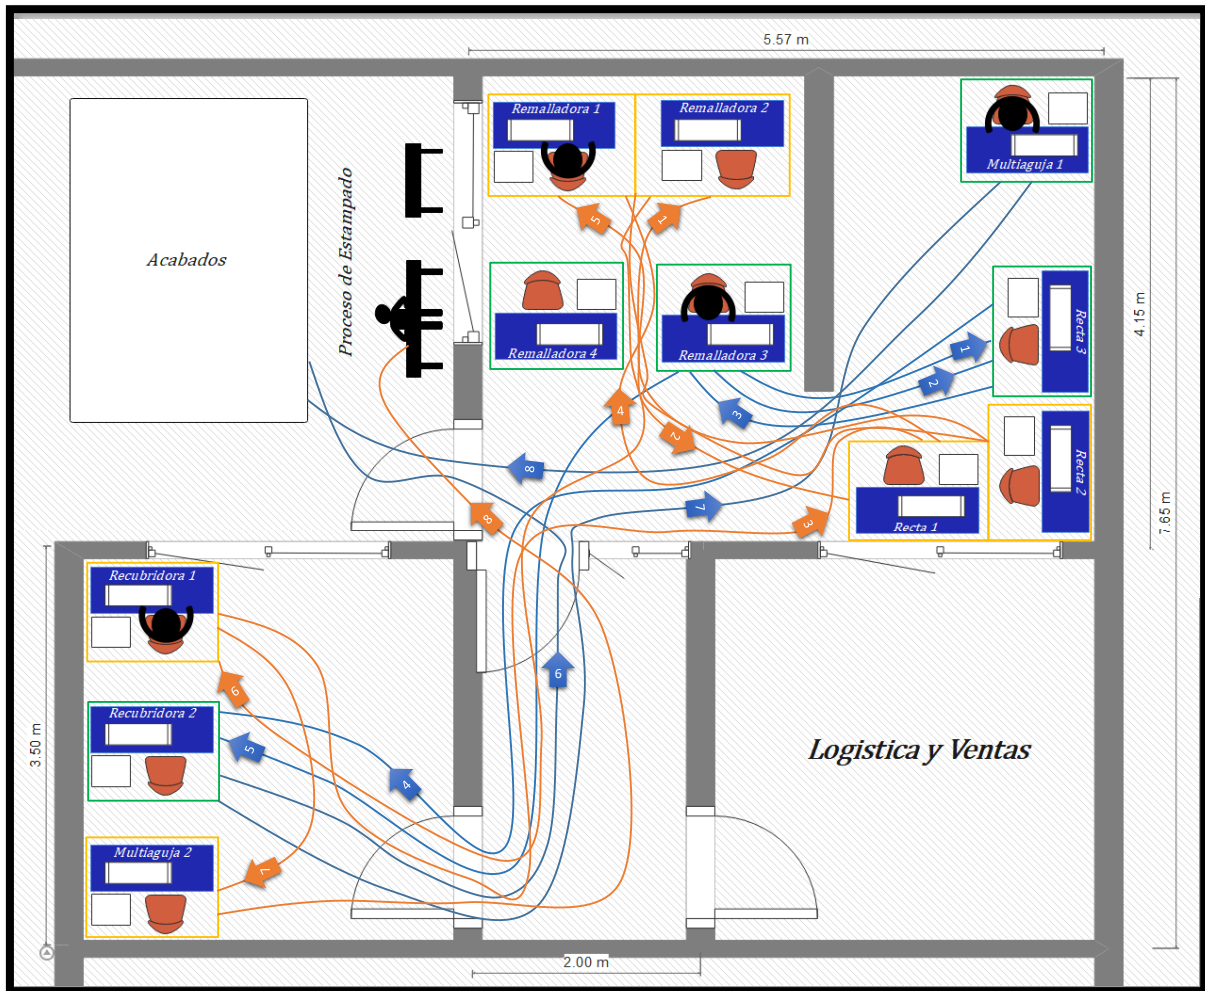 5.57 m
Remalladora 1
Remalladora 2
Multiaguja 1
Acabados
Proceso de Estampado
5
1
Remalladora 4
Remalladora 3
Recta 3
4.15 m
1
2
3
4
2
8
7
3
8
Recta 1
Recta 2
7.65 m
Recubridora 1
6
6
Recubridora 2
5
4
3.50 m
Logistica y Ventas
Multiaguja 2
7
2.00 m